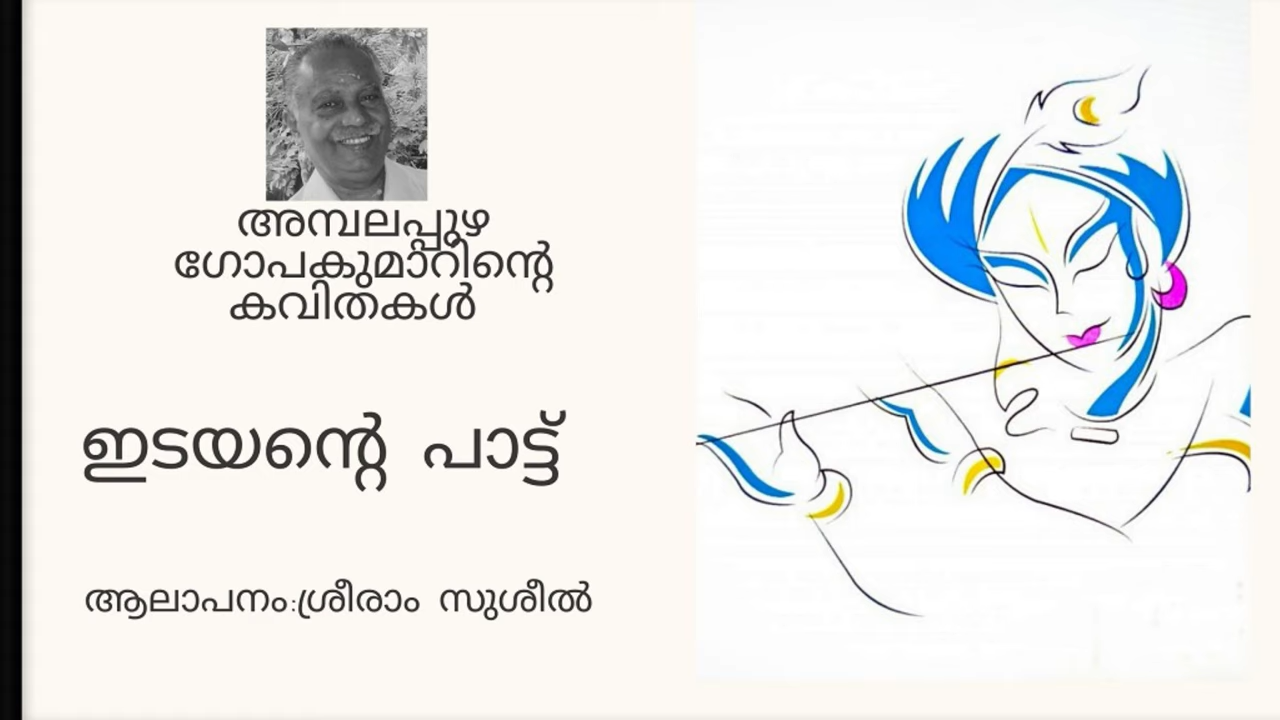 അമ്പലപ്പുഴ
ഗോപകുമാറിന്റെ
കവിതകൾ
ഇടയന്റെ പാട്ട്
ആലാപനം:ശ്രീരാം സുശീൽ